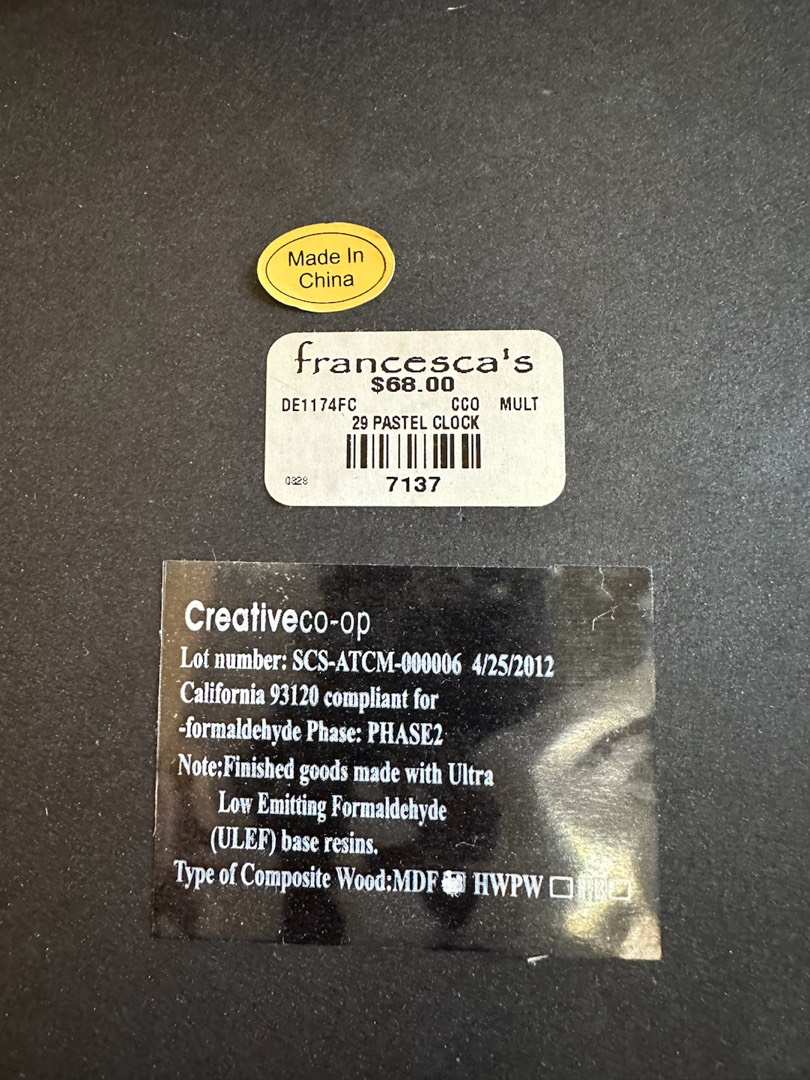 Made In
China
francesca's
$68.00
DE1174FC CCO MULT
29 PASTEL CLOCK
0328
7137
Creativeco-op
Lot number: SCS-ATCM-000006 4/25/2012
California 93120 compliant for
-formaldehyde Phase: PHASE2
Note:Finished goods made with Ultra
Low Emitting Formaldehyde
(ULEF) base resins.
Type of Composite Wood:MDF HWPW